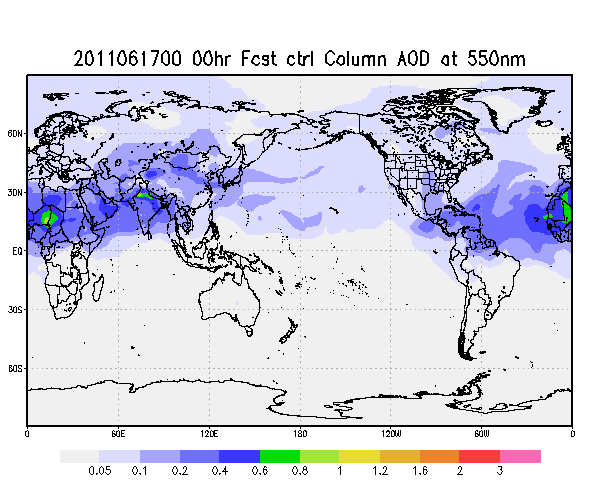 2011061700 00hr Fcst ctrl Column AOD at 550nm
60N
30N
EQ
30S
60S
0 60E 120E 180 120W 60W 0
0.05 0.1 0.2 0.4 0.6 0.8 1 1.2 1.6 2 3